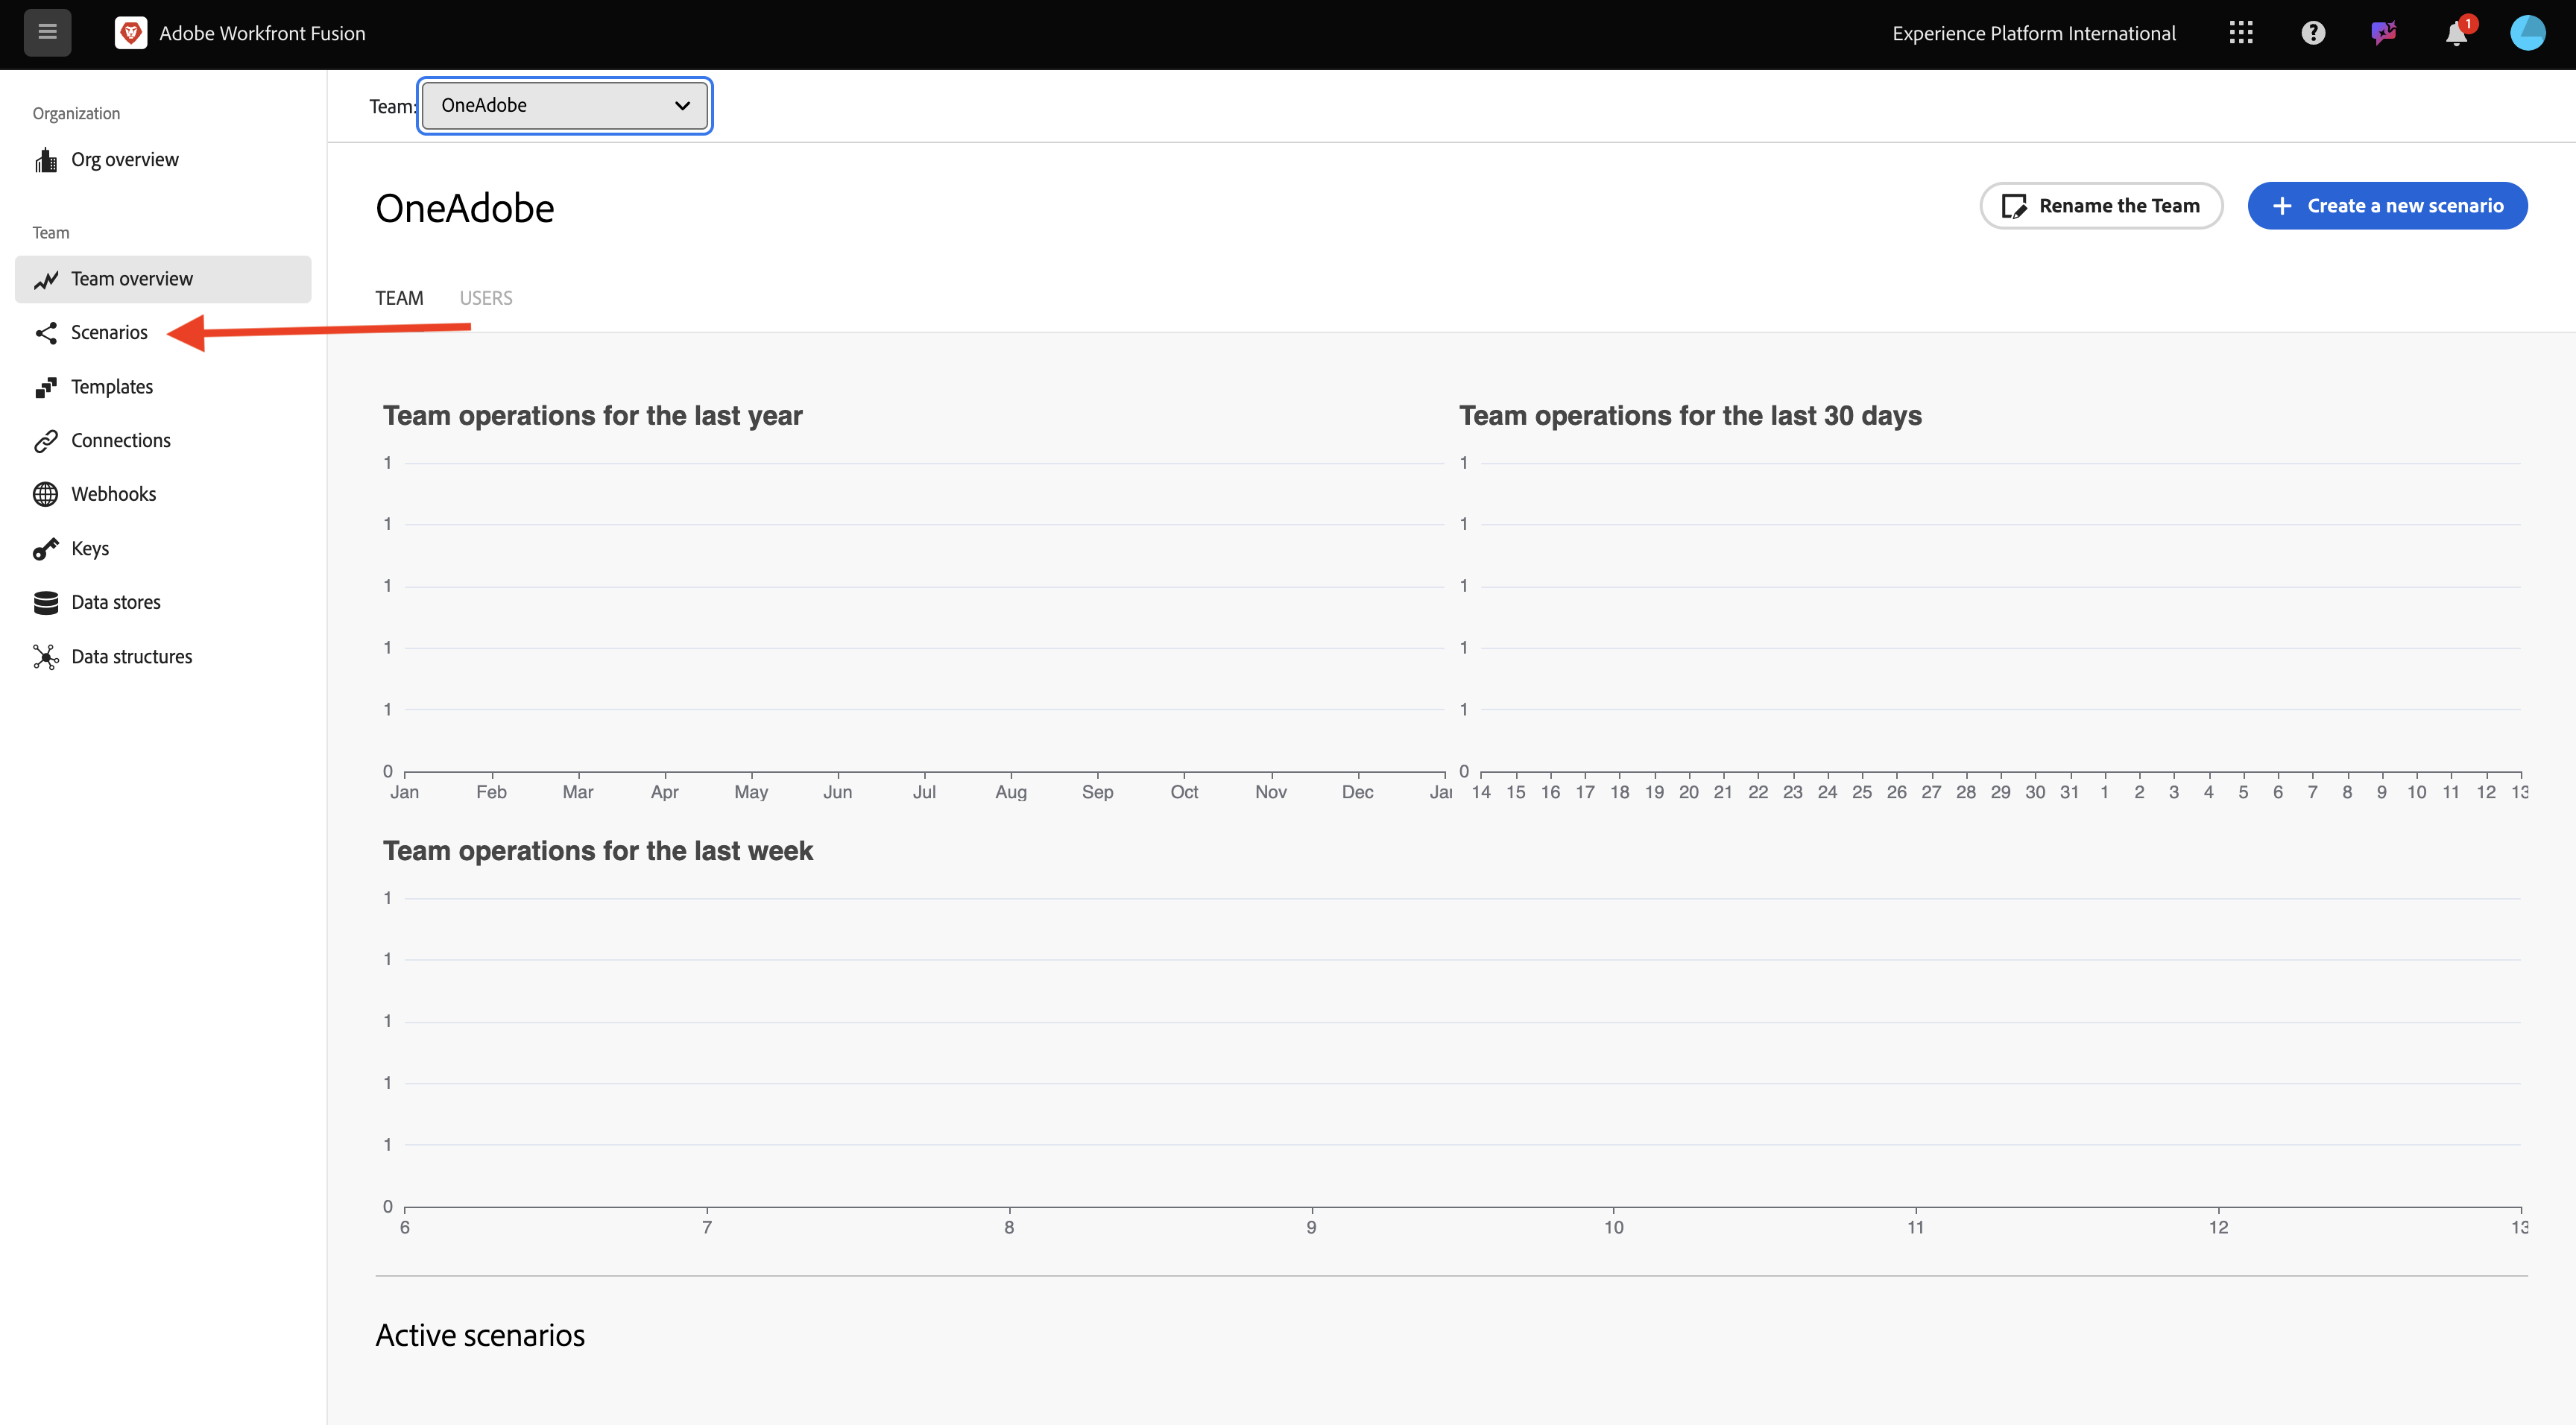 Adobe Workfront Fusion
Experience Platform International
1
Organization
Org overview
Team
Team overview
Scenarios
Templates
Connections
Webhooks
Keys
Data stores
Data structures
Team:
OneAdobe
OneAdobe
Rename the Team
Create a new scenario
TEAM USERS
Team operations for the last year
1
1
1
1
1
0
Jan Feb Mar Apr May Jun Jul Aug Sep Oct Nov Dec Jan
Team operations for the last 30 days
1
1
1
1
1
0
14 15 16 17 18 19 20 21 22 23 24 25 26 27 28 29 30 31 1 2 3 4 5 6 7 8 9 10 11 12 13
Team operations for the last week
1
1
1
1
1
0
6 7 8 9 10 11 12 13
Active scenarios